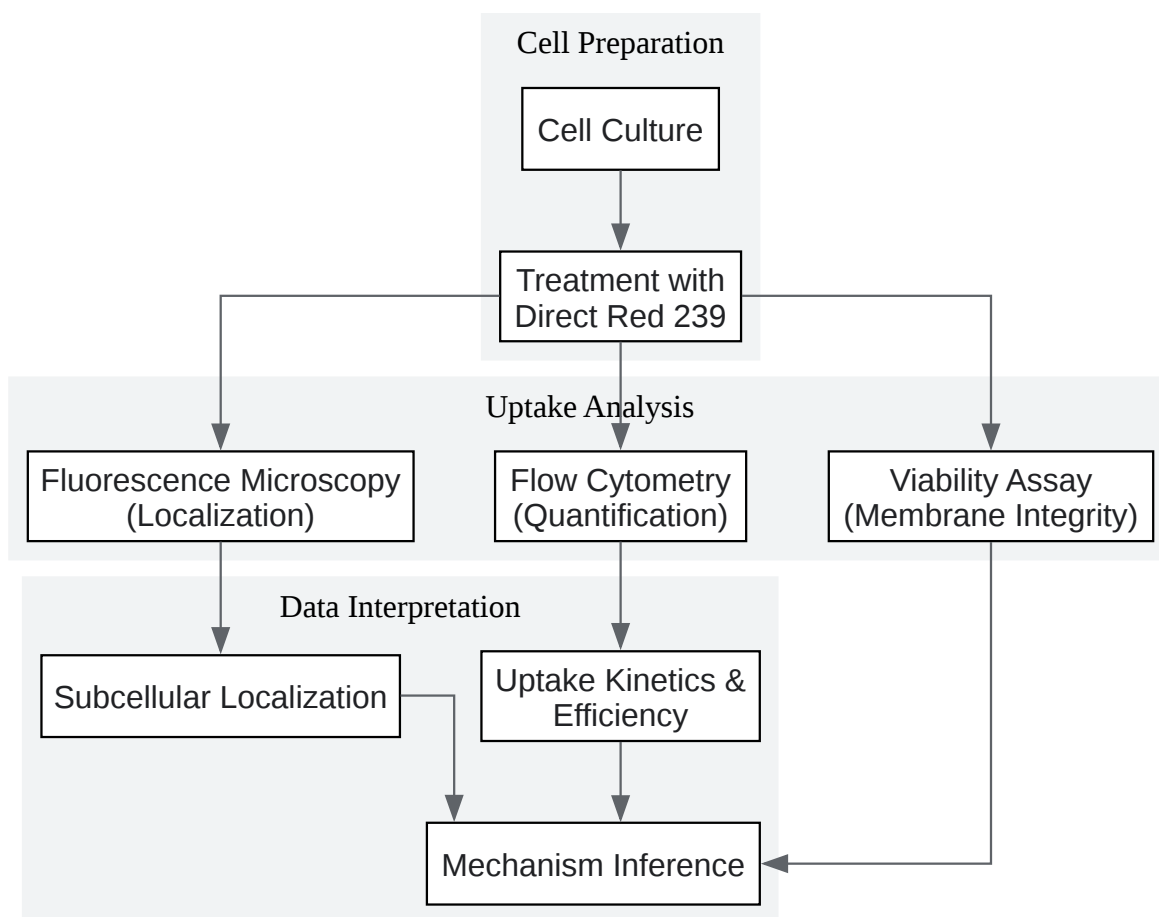 Cell Preparation
Cell Culture
Treatment with
Direct Red 239
Uptake Analysis
Fluorescence Microscopy
(Localization)
Flow Cytometry
(Quantification)
Viability Assay
(Membrane Integrity)
Data Interpretation
Subcellular Localization
Uptake Kinetics &
Efficiency
Mechanism Inference